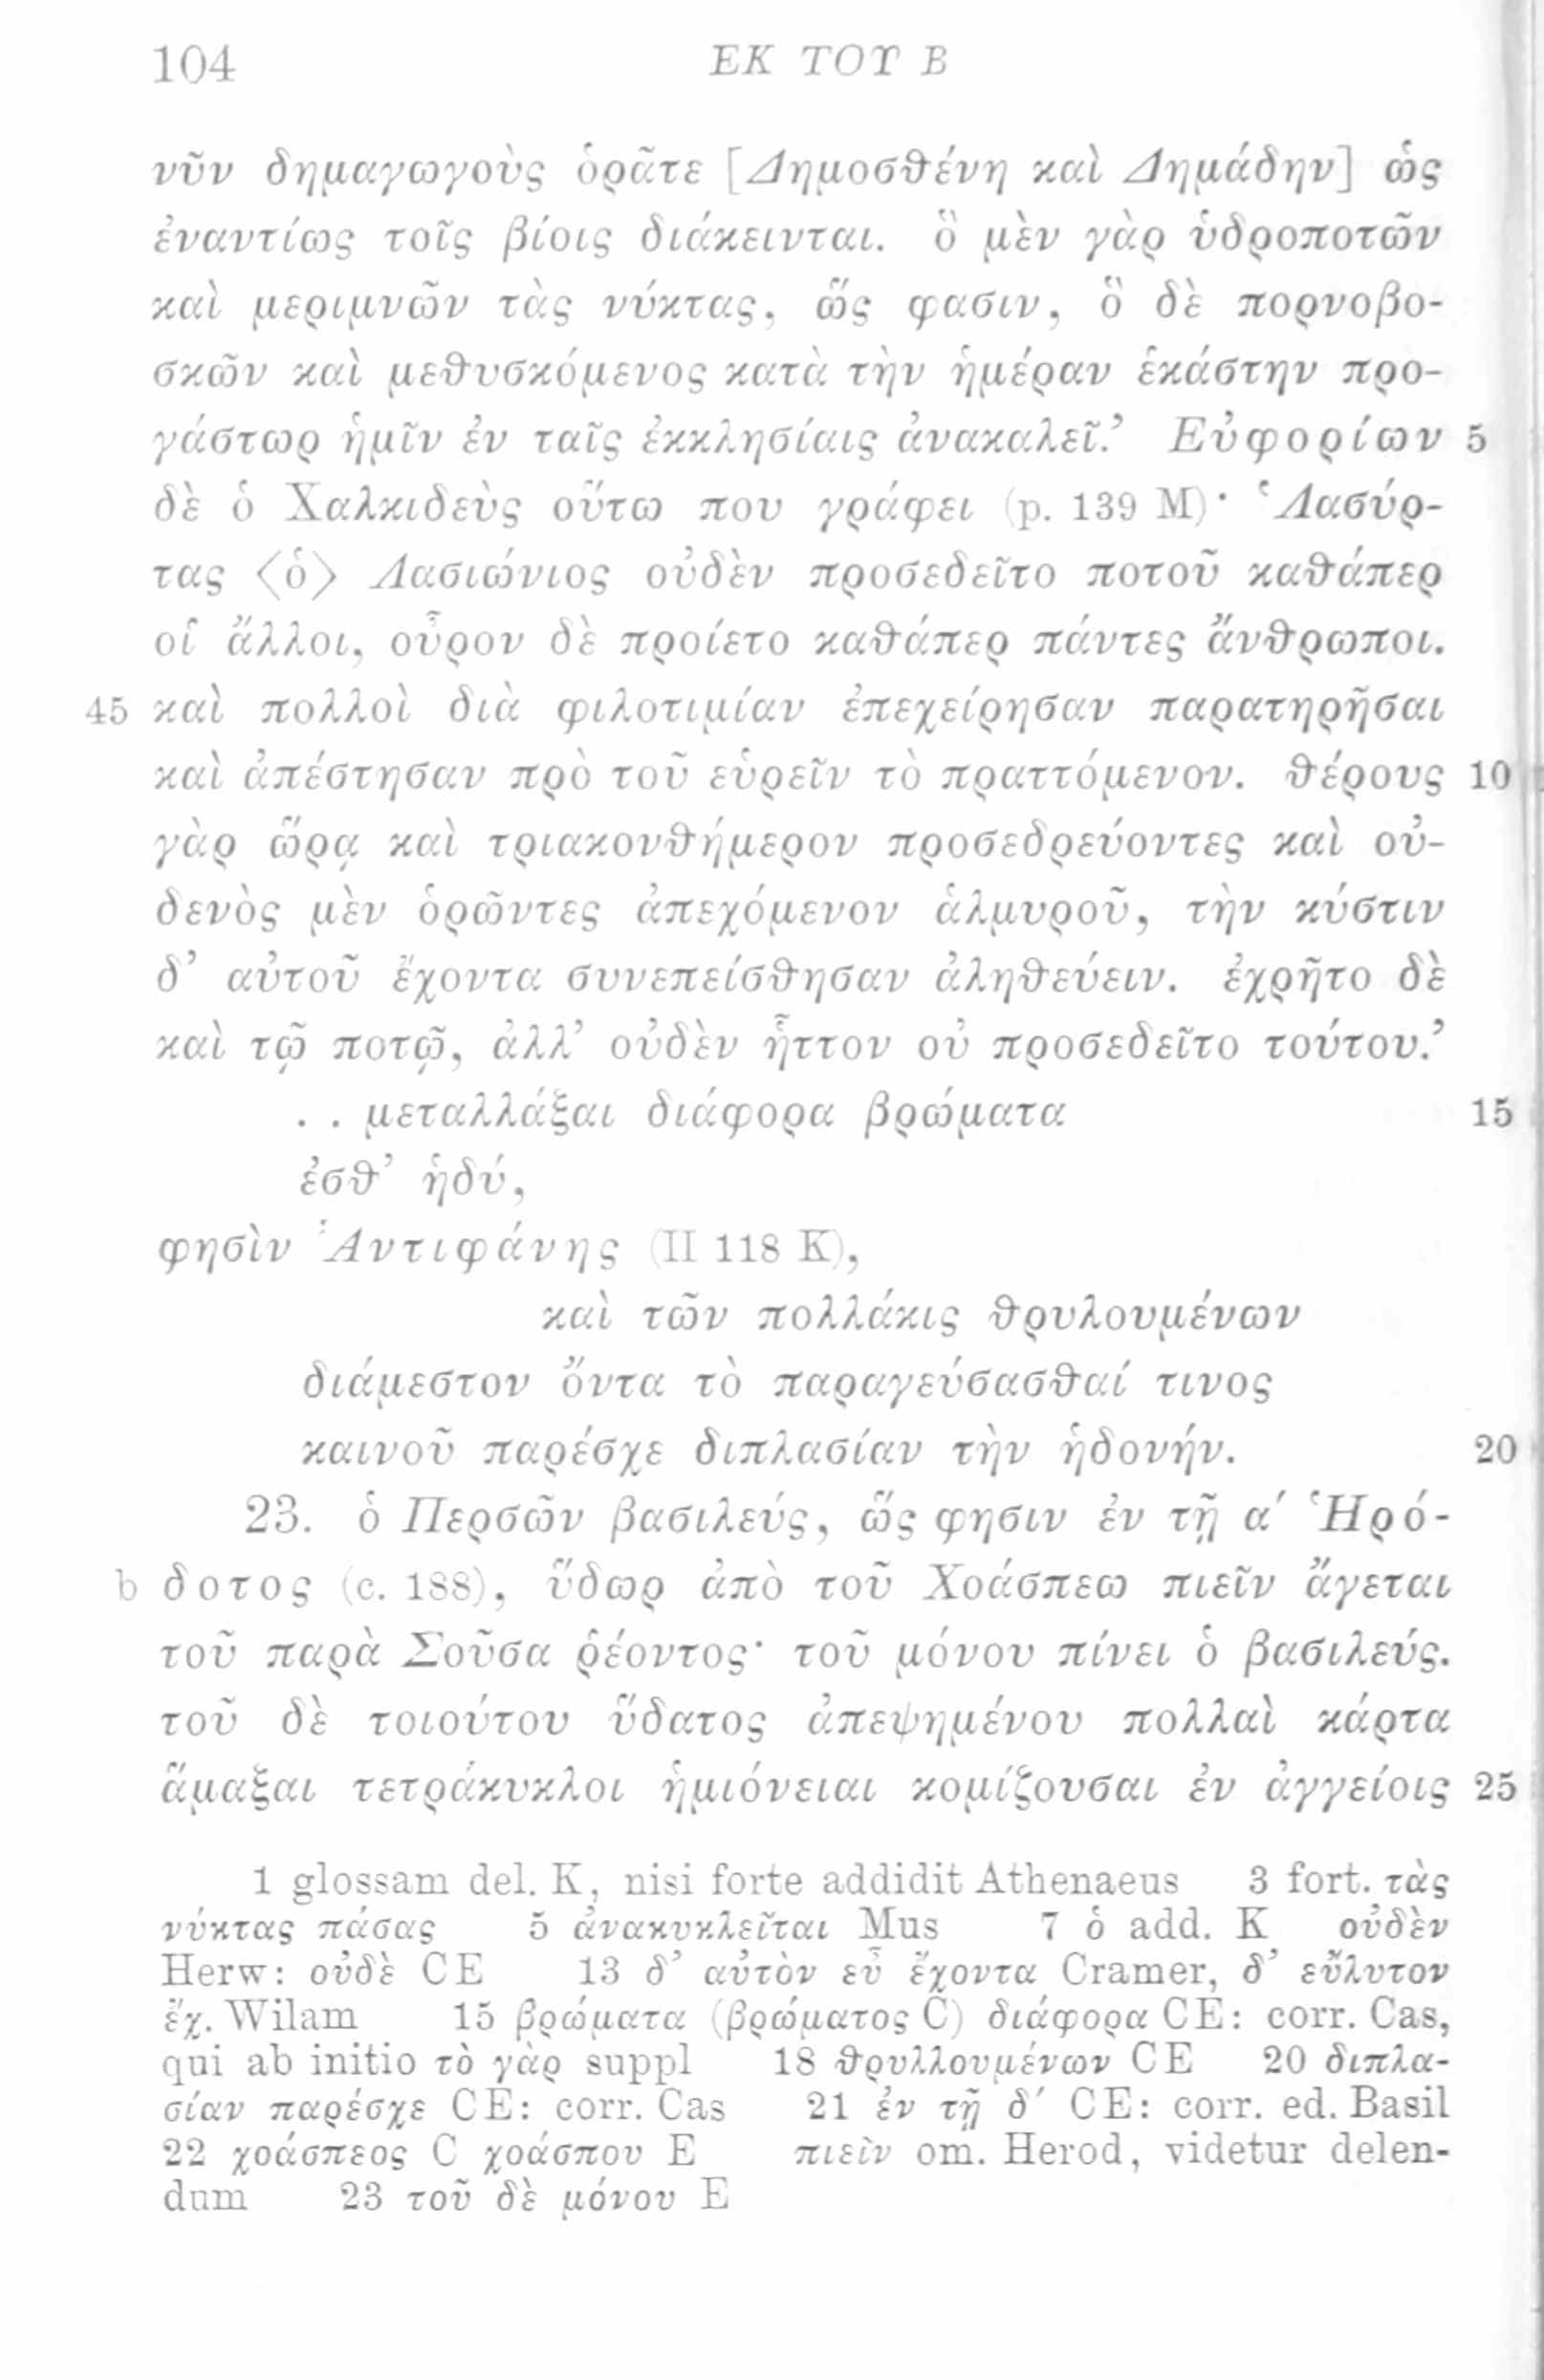 104 ΕΚ ΤΟΥ Β
νῦν δημαγωγοὺς ὁρᾶτε [Δημοσθένη καὶ Δημάδην] ὡς
ἐναντίως τοῖς βίοις διάκεινται. ὃ μὲν γὰρ ὑδροποτῶν
καὶ μεριμνῶν τὰς νύκτας, ὥς φασιν, ὃ δὲ πορνοβο-
σκῶν καὶ μεθυσκόμενος κατὰ τὴν ἡμέραν ἑκάστην προ-
γάστωρ ἡμῖν ἐν ταῖς ἐκκλησίαις ἀνακαλεῖ.’ Εὐφορίων 5
δὲ ὁ Χαλκιδεὺς οὕτω που γράφει (p. 139 M)· ‘Λασύρ-
τας <ὁ> Λασιώνιος οὐδὲν προσεδεῖτο ποτοῦ καθάπερ
οἱ ἄλλοι, οὖρον δὲ προίετο καθάπερ πάντες ἄνθρωποι.
45 καὶ πολλοὶ διὰ φιλοτιμίαν ἐπεχείρησαν παρατηρῆσαι
καὶ ἀπέστησαν πρὸ τοῦ εὑρεῖν τὸ πραττόμενον. θέρους 10
γὰρ ὥρᾳ καὶ τριακονθήμερον προσεδρεύοντες καὶ οὐ-
δενὸς μὲν ὁρῶντες ἀπεχόμενον ἁλμυροῦ, τὴν κύστιν
δ’ αὐτοῦ ἔχοντα συνεπείσθησαν ἀληθεύειν. ἐχρῆτο δὲ
καὶ τῷ ποτῷ, ἀλλ’ οὐδὲν ἧττον οὐ προσεδεῖτο τούτου.’
. . μεταλλάξαι διάφορα βρώματα 15
ἐσθ’ ἡδύ,
φησὶν Ἀντιφάνης (II 118 K),
καὶ τῶν πολλάκις θρυλουμένων
διάμεστον ὄντα τὸ παραγεύσασθαί τινος
καινοῦ παρέσχε διπλασίαν τὴν ἡδονήν. 20
23. ὁ Περσῶν βασιλεύς, ὥς φησιν ἐν τῇ α′ Ἡρό-
b δοτος (c. 188), ὕδωρ ἀπὸ τοῦ Χοάσπεω πιεῖν ἄγεται
τοῦ παρὰ Σοῦσα ῥέοντος· τοῦ μόνου πίνει ὁ βασιλεύς.
τοῦ δὲ τοιούτου ὕδατος ἀπεψημένου πολλαὶ κάρτα
ἅμαξαι τετράκυκλοι ἡμιόνειαι κομίζουσαι ἐν ἀγγείοις 25
1 glossam del. K, nisi forte addidit Athenaeus 3 fort. τὰς
νύκτας πάσας 5 ἀνακυκλεῖται Mus 7 ὁ add. K οὐδὲν
Herw: οὐδὲ CE 13 δ’ αὐτὸν εὖ ἔχοντα Cramer, δ’ εὔλυτον
ἔχ. Wilam 15 βρώματα (βρώματος C) διάφορα CE: corr. Cas,
qui ab initio τὸ γὰρ suppl 18 θρυλλουμένων CE 20 διπλα-
σίαν παρέσχε CE: corr. Cas 21 ἐν τῇ δ′ CE: corr. ed. Basil
22 χοάσπεος C χοάσπου E πιεῖν om. Herod, videtur delen-
dum 23 τοῦ δὲ μόνου E